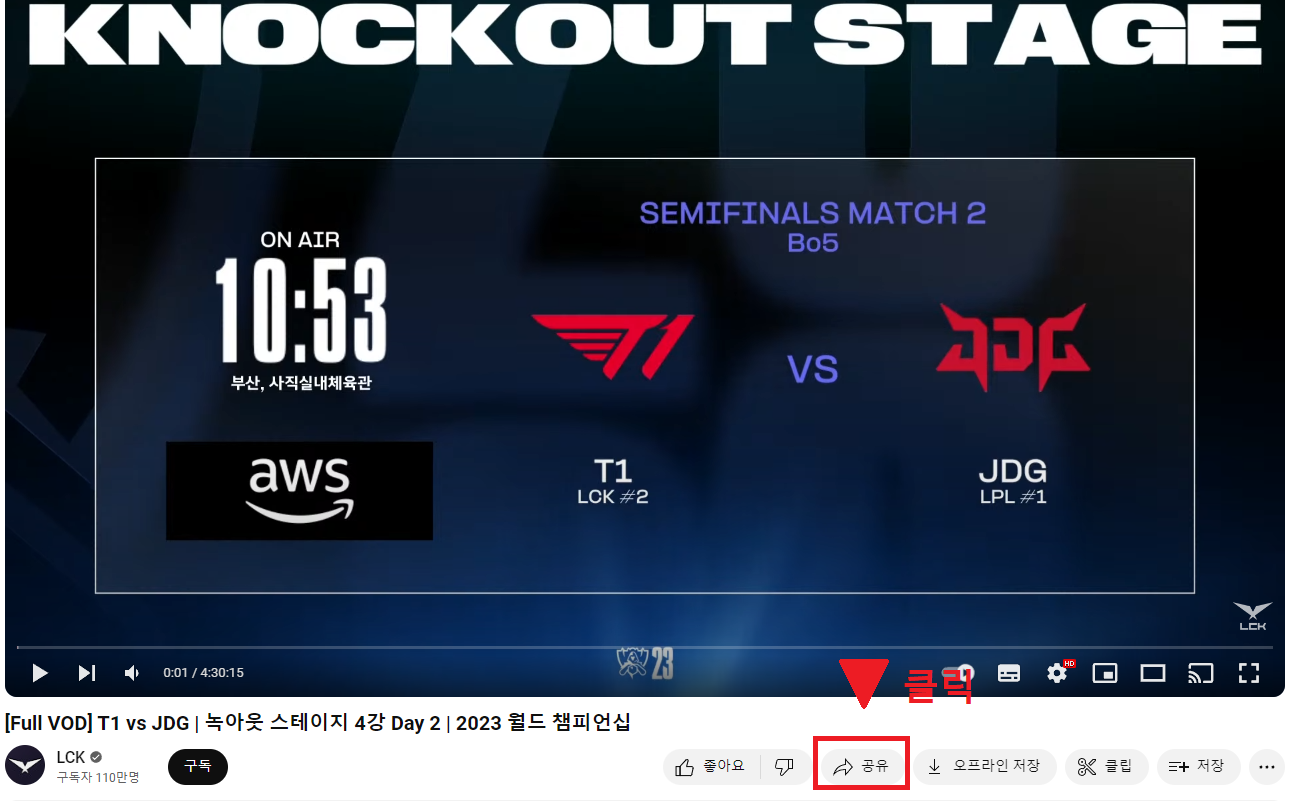 KNOCKOUT STAGE
SEMIFINALS MATCH 2
Bo5
ON AIR
10:53
부산, 사직실내체육관
aws
T1
VS
JDG
T1
LCK #2
JDG
LPL #1
LCK
23
0:01 / 4:30:15
HD
클릭
[Full VOD] T1 vs JDG | 녹아웃 스테이지 4강 Day 2 | 2023 월드 챔피언십
LCK
구독자 110만명
구독
좋아요
공유
오프라인 저장
클립
저장